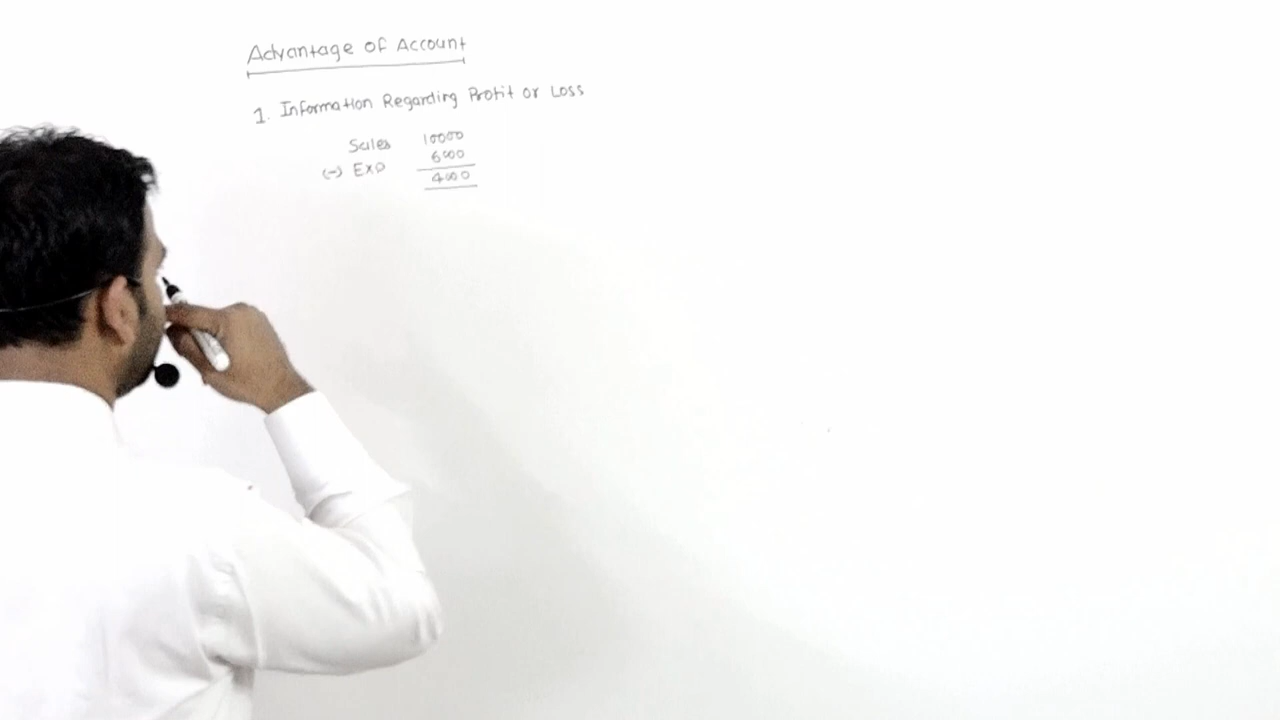 Advantage of Account
1. Information Regarding Profit or Loss
Sales 10000
(-) Exp 6000
4000